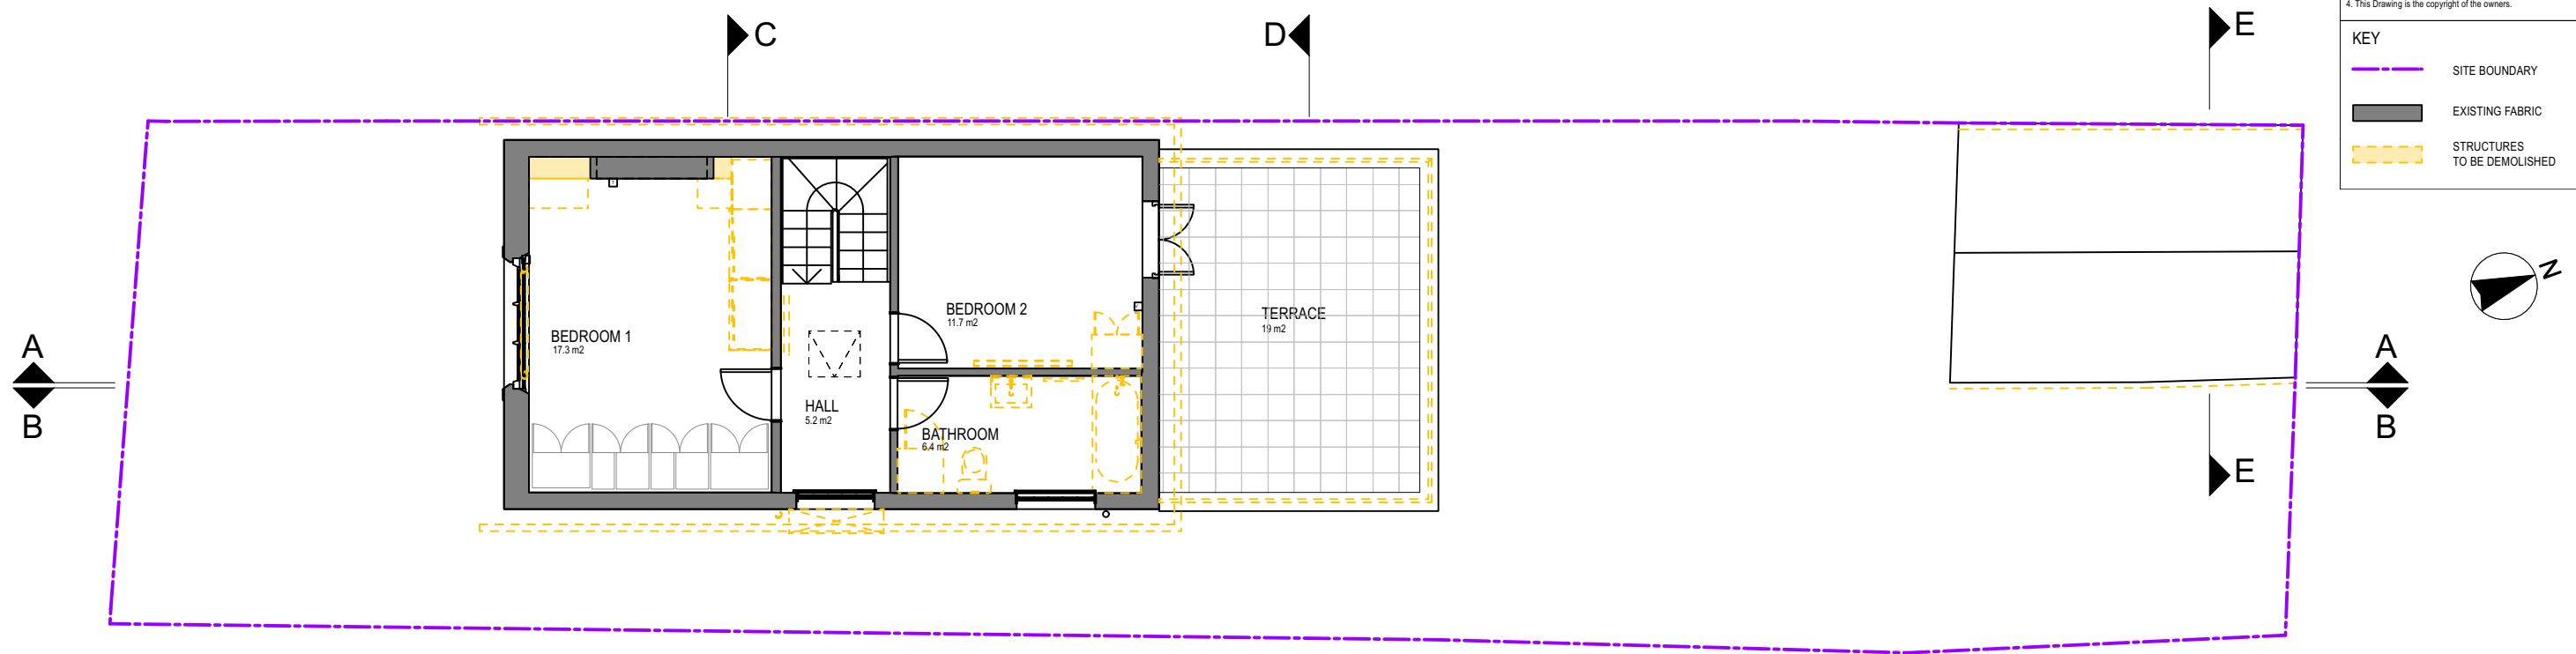 4. This Drawing is the copyright of the owners.
KEY
SITE BOUNDARY
EXISTING FABRIC
STRUCTURES
TO BE DEMOLISHED
N
C
D
E
A
B
A
B
E
BEDROOM 1
17.3 m2
HALL
5.2 m2
BEDROOM 2
11.7 m2
BATHROOM
6.4 m2
TERRACE
19 m2